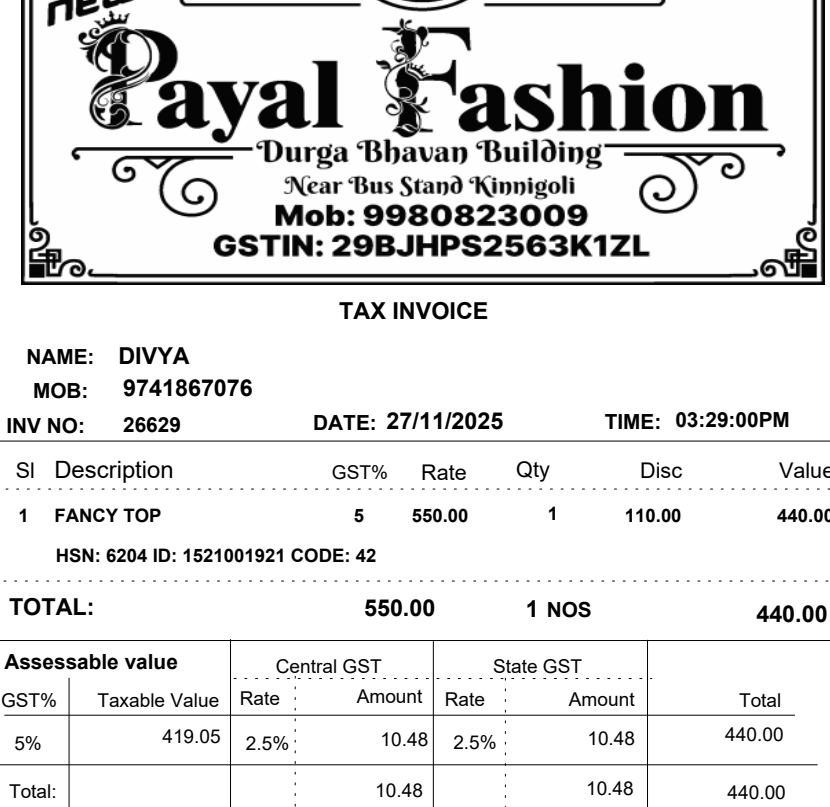 new
Payal Fashion
Durga Bhavan Building
Near Bus Stand Kinnigoli
Mob: 9980823009
GSTIN: 29BJHPS2563K1ZL
TAX INVOICE
NAME: DIVYA
MOB: 9741867076
INV NO: 26629 DATE: 27/11/2025 TIME: 03:29:00PM
Sl Description GST% Rate Qty Disc Value
1 FANCY TOP 5 550.00 1 110.00 440.00
HSN: 6204 ID: 1521001921 CODE: 42
TOTAL: 550.00 1 NOS 440.00
Assessable value Central GST State GST
GST% Taxable Value Rate Amount Rate Amount Total
5% 419.05 2.5% 10.48 2.5% 10.48 440.00
Total: 10.48 10.48 440.00